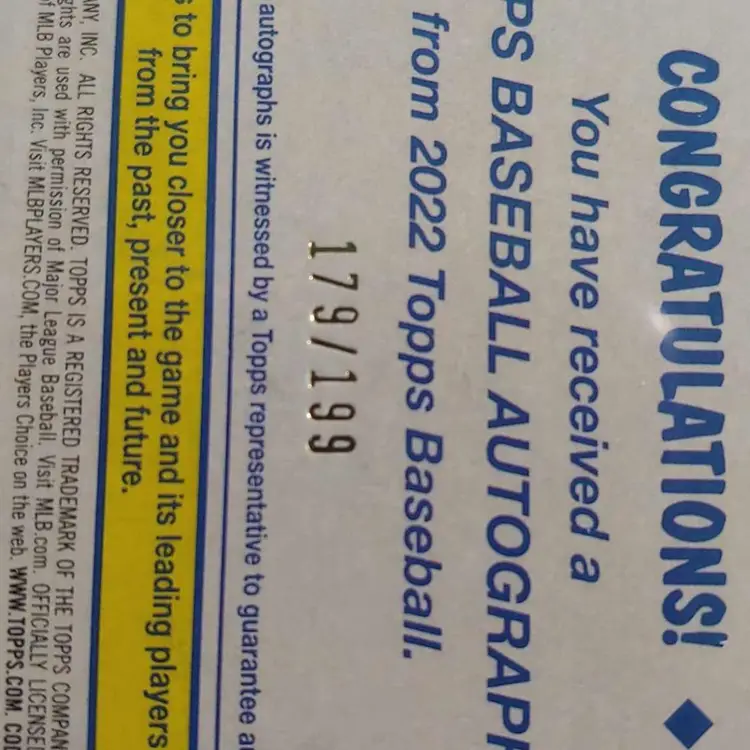 CONGRATULATIONS!
You have received a
PS BASEBALL AUTOGRAPH
from 2022 Topps Baseball.
179/199
autographs is witnessed by a Topps representative to guarantee
to bring you closer to the game and its leading players
from the past, present and future.
ANY, INC. ALL RIGHTS RESERVED. TOPPS IS A REGISTERED TRADEMARK OF THE TOPPS COMPAN
ghts are used with permission of Major League Baseball. Visit MLB.com. OFFICIALLY LICENSE
of MLB Players, Inc. Visit MLBPLAYERS.COM, the Players Choice on the web. WWW.TOPPS.COM. COD